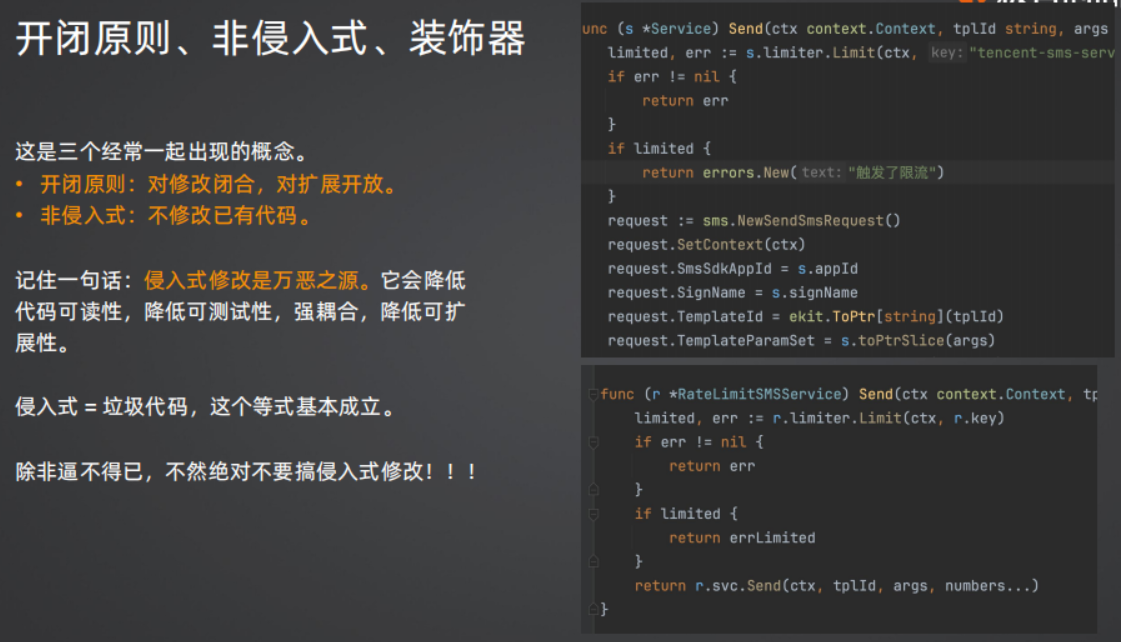 开闭原则、非侵入式、装饰器
这是三个经常一起出现的概念。
• 开闭原则：对修改闭合，对扩展开放。
• 非侵入式：不修改已有代码。
记住一句话：侵入式修改是万恶之源。它会降低
代码可读性，降低可测试性，强耦合，降低可扩
展性。
侵入式 = 垃圾代码，这个等式基本成立。
除非逼不得已，不然绝对不要搞侵入式修改！！！
unc (s *Service) Send(ctx context.Context, tplId string, args
limited, err := s.limiter.Limit(ctx, key: "tencent-sms-serv
if err != nil {
return err
}
if limited {
return errors.New( text: "触发了限流")
}
request := sms.NewSendSmsRequest()
request.SetContext(ctx)
request.SmsSdkAppId = s.appId
request.SignName = s.signName
request.TemplateId = ekit.ToPtr[string](tplId)
request.TemplateParamSet = s.toPtrSlice(args)
func (r *RateLimitSMSService) Send(ctx context.Context, tp
limited, err := r.limiter.Limit(ctx, r.key)
if err != nil {
return err
}
if limited {
return errLimited
}
return r.svc.Send(ctx, tplId, args, numbers...)
}